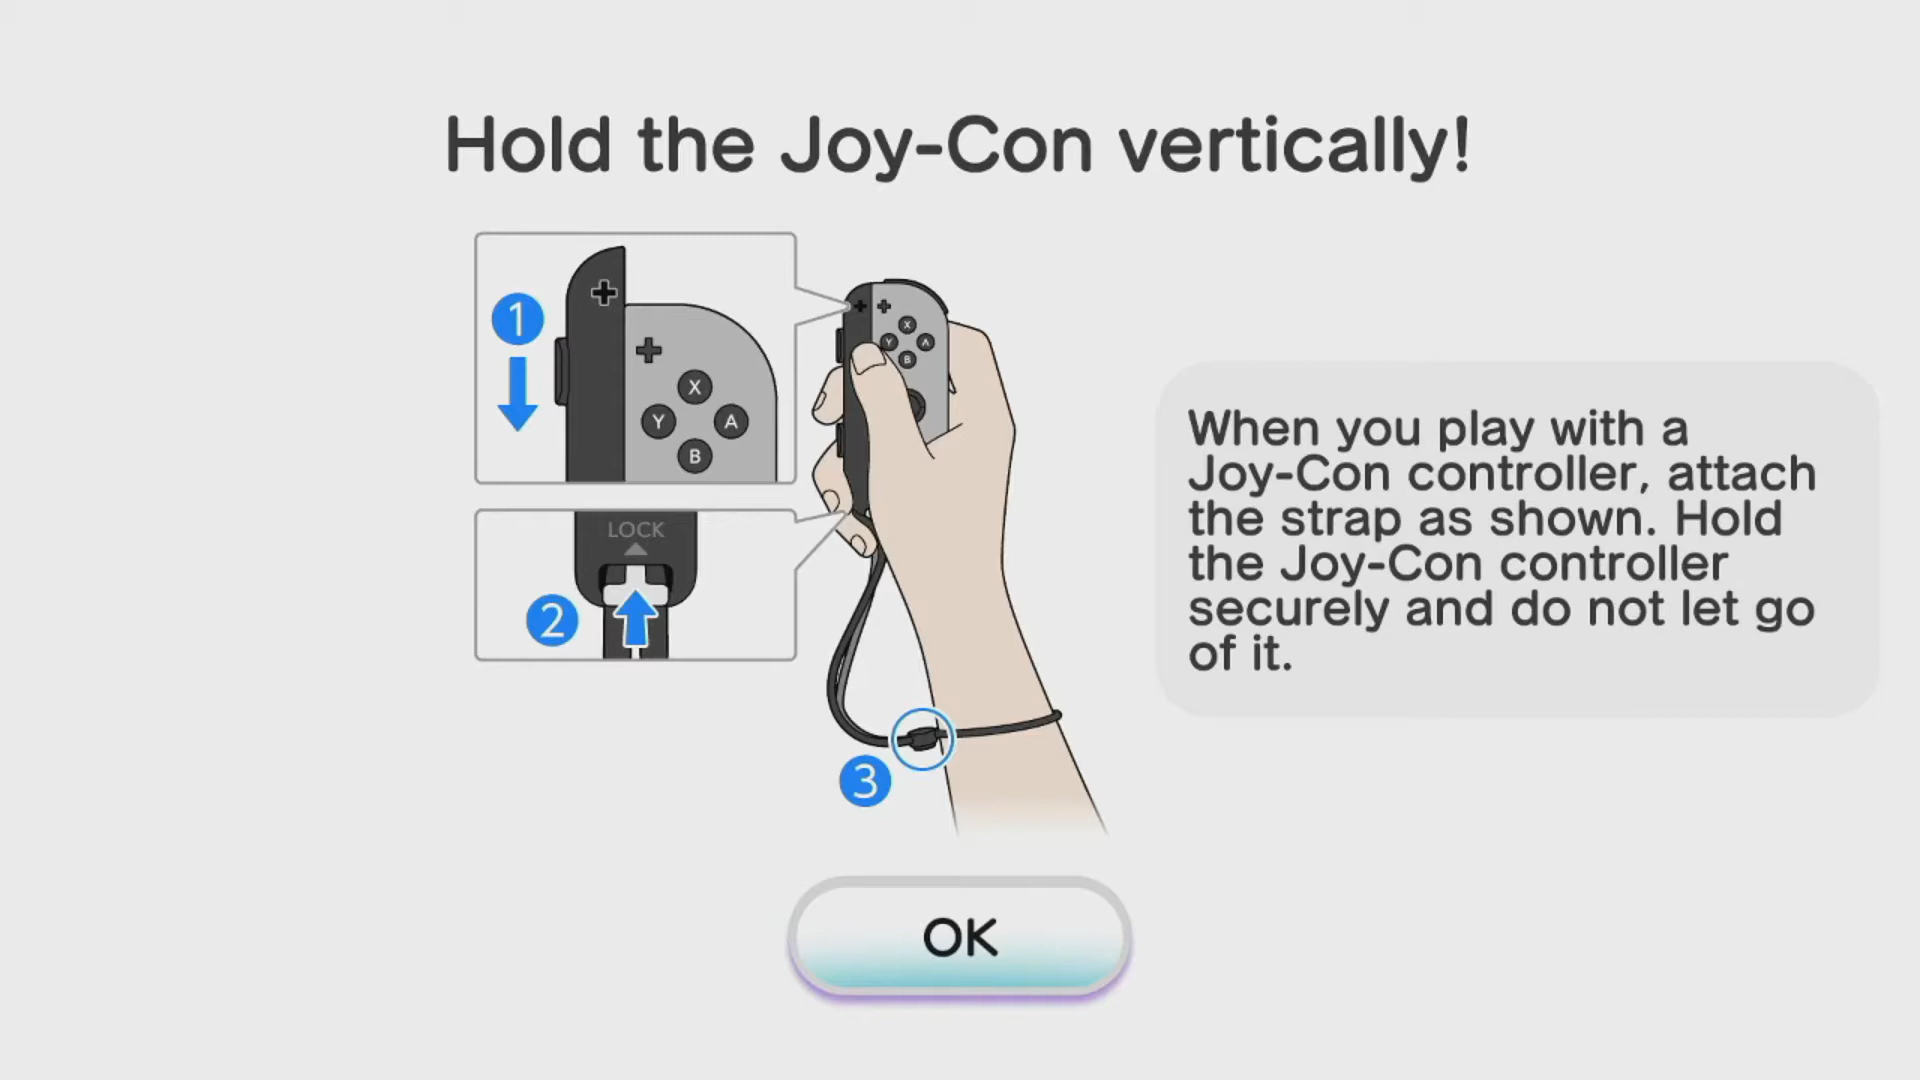 Hold the Joy-Con vertically!
1
X
Y A
B
X
Y A
B
LOCK
2
3
When you play with a
Joy-Con controller, attach
the strap as shown. Hold
the Joy-Con controller
securely and do not let go
of it.
OK